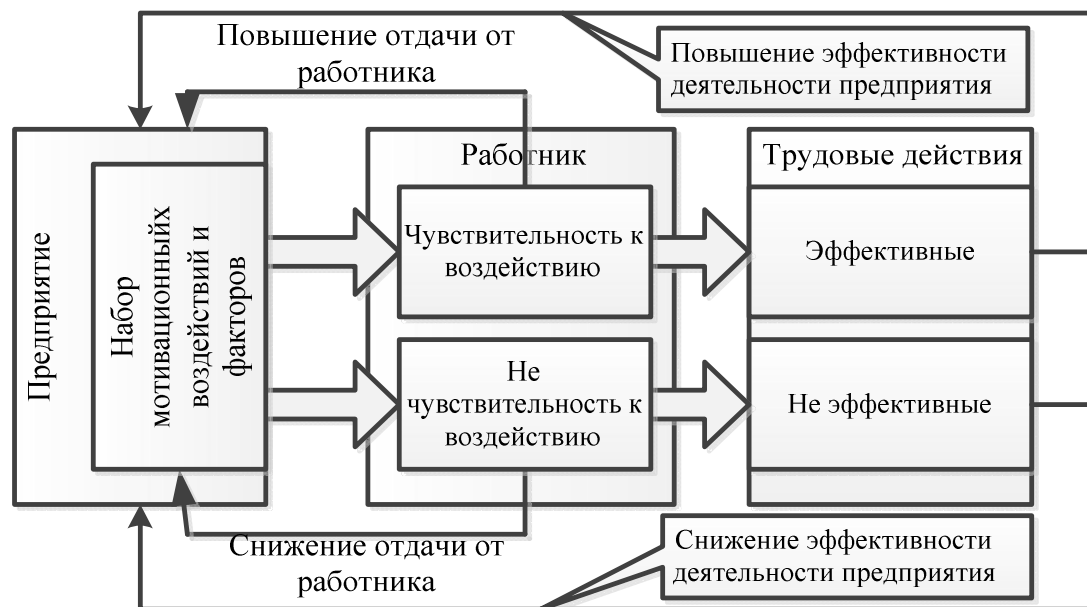 Повышение отдачи от
работника
Повышение эффективности
деятельности предприятия
Предприятие
Набор
мотивационныйх
воздействий и
факторов
Работник
Чувствительность к
воздействию
Не
чувствительность к
воздействию
Трудовые действия
Эффективные
Не эффективные
Снижение отдачи от
работника
Снижение эффективности
деятельности предприятия